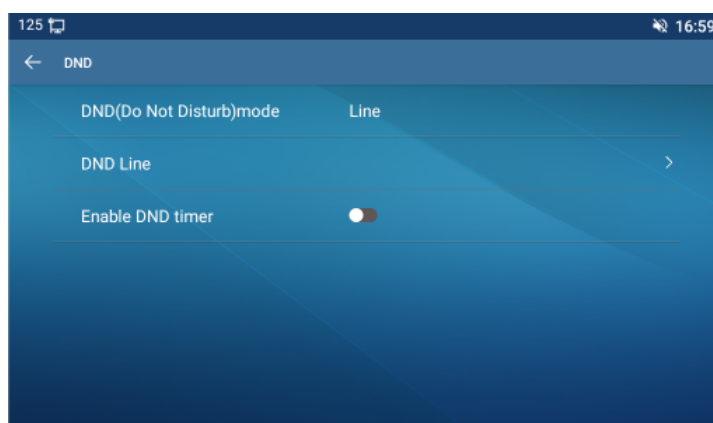 125 16:59
DND
DND(Do Not Disturb)mode Line
DND Line
Enable DND timer